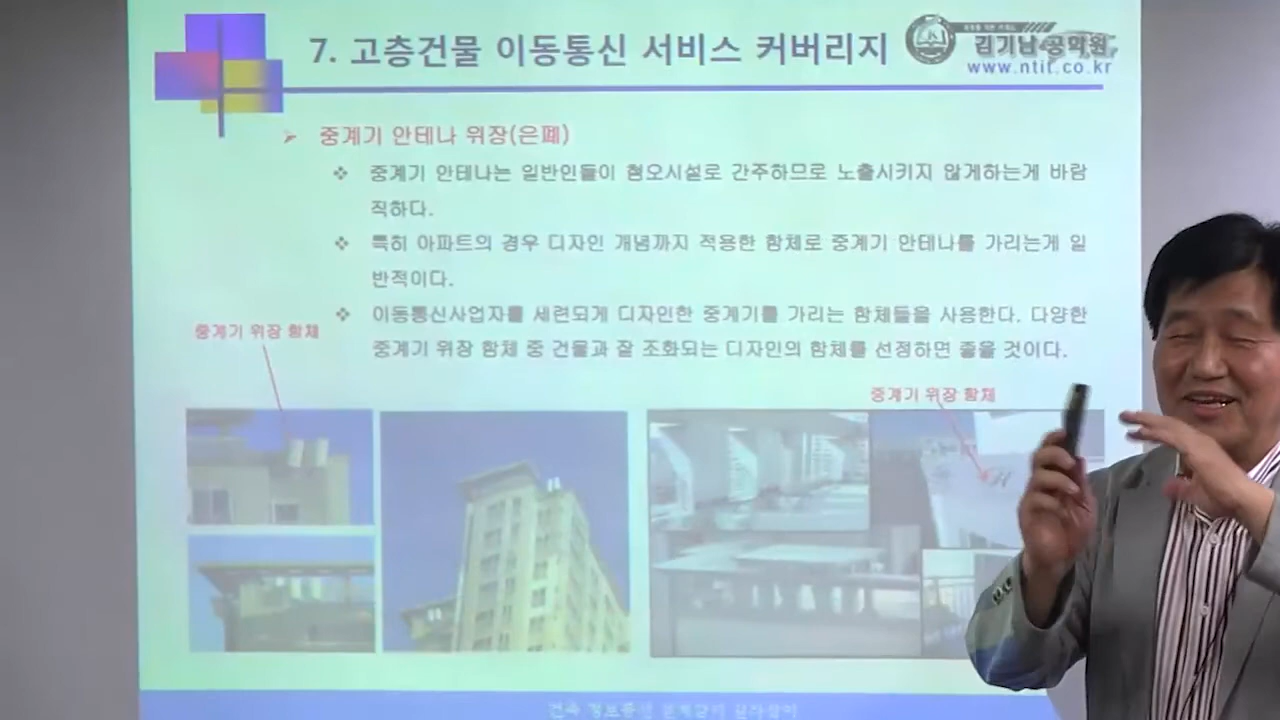 7. 고층건물 이동통신 서비스 커버리지
김기남 공학원
www.ntit.co.kr
중계기 안테나 위장(은폐)
중계기 안테나는 일반인들이 혐오시설로 간주하므로 노출시키지 않게하는게 바람
직하다.
특히 아파트의 경우 디자인 개념까지 적용한 함체로 중계기 안테나를 가리는게 일
반적이다.
이동통신사업자를 세련되게 디자인한 중계기를 가리는 함체들을 사용한다. 다양한
중계기 위장 함체 중 건물과 잘 조화되는 디자인의 함체를 선정하면 좋을 것이다.
중계기 위장 함체
중계기 위장 함체
건축 정보통신